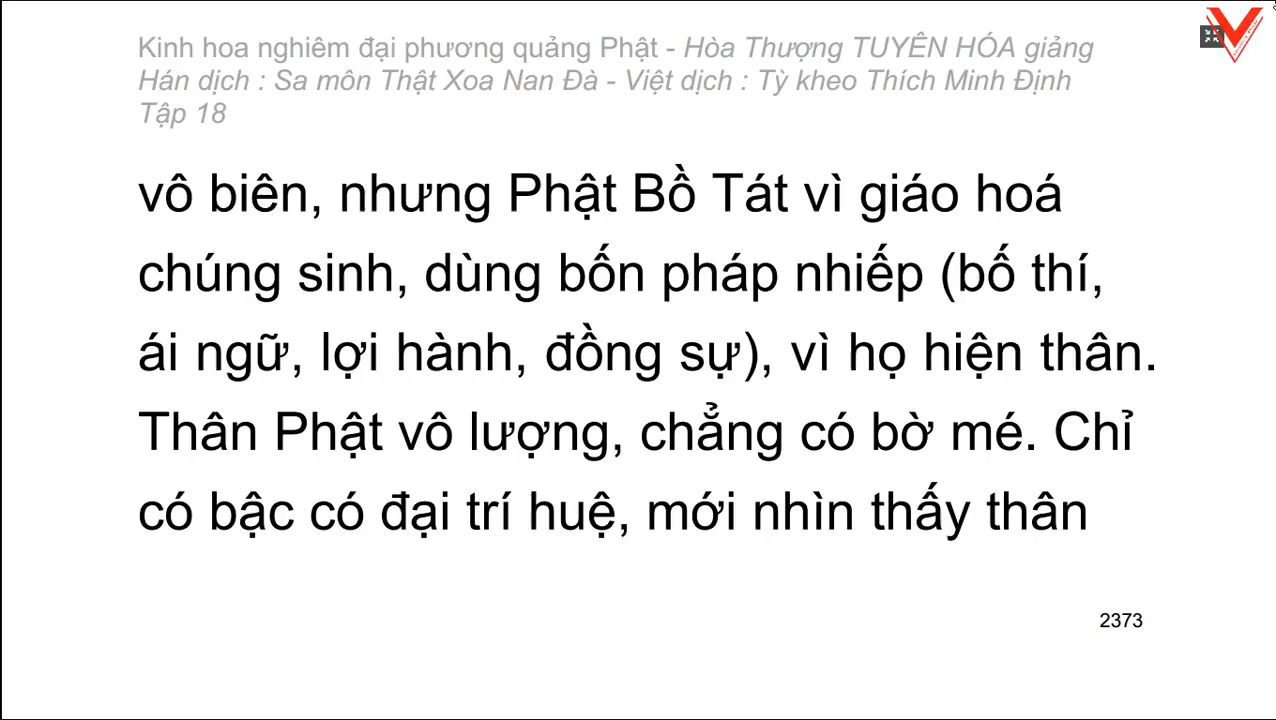 Kinh hoa nghiêm đại phương quảng Phật - Hòa Thượng TUYÊN HÓA giảng
Hán dịch : Sa môn Thật Xoa Nan Đà - Việt dịch : Tỳ kheo Thích Minh Định
Tập 18
vô biên, nhưng Phật Bồ Tát vì giáo hoá
chúng sinh, dùng bốn pháp nhiếp (bố thí,
ái ngữ, lợi hành, đồng sự), vì họ hiện thân.
Thân Phật vô lượng, chẳng có bờ mé. Chỉ
có bậc có đại trí huệ, mới nhìn thấy thân
2373